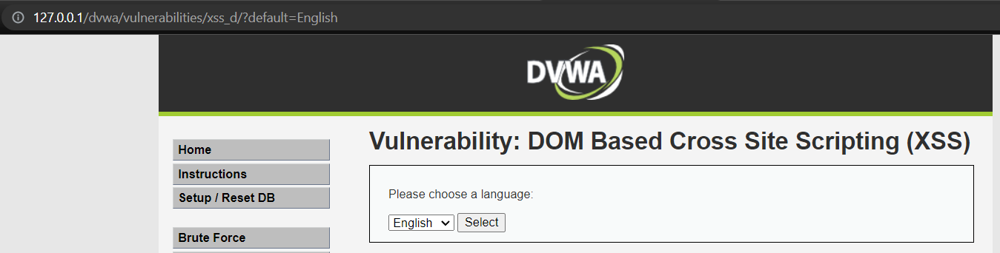 127.0.0.1/dvwa/vulnerabilities/xss_d/?default=English
DVWA
Vulnerability: DOM Based Cross Site Scripting (XSS)
Home
Instructions
Setup / Reset DB
Brute Force
Please choose a language:
English Select